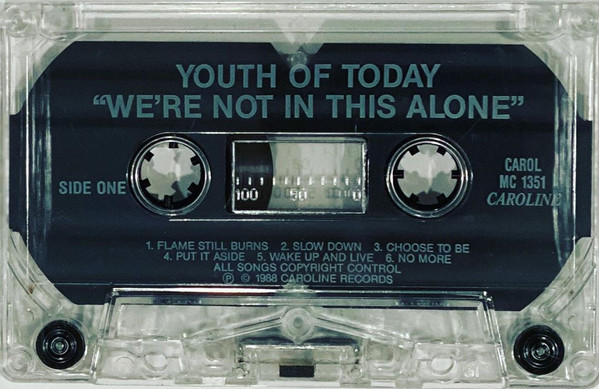 YOUTH OF TODAY
"WE'RE NOT IN THIS ALONE"
SIDE ONE
100 50 0
CAROL
MC 1351
CAROLINE
1. FLAME STILL BURNS 2. SLOW DOWN 3. CHOOSE TO BE
4. PUT IT ASIDE 5. WAKE UP AND LIVE 6. NO MORE
ALL SONGS COPYRIGHT CONTROL
Ⓟ © 1988 CAROLINE RECORDS